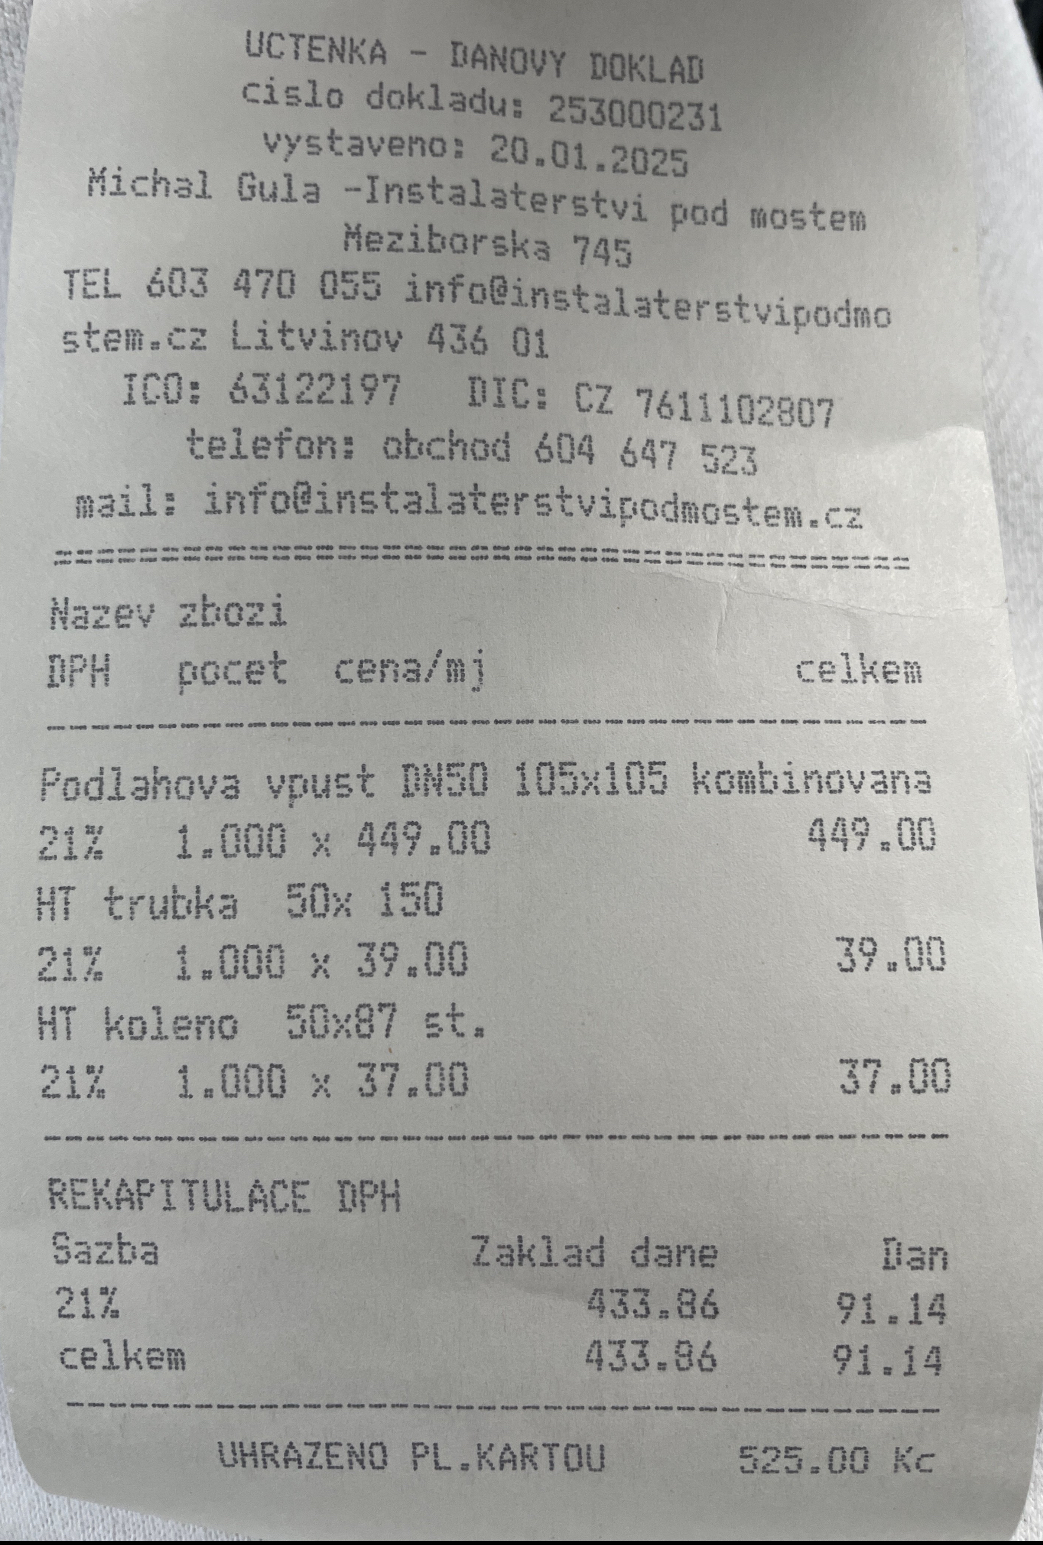 UCTENKA - DANOVY DOKLAD
cislo dokladu: 253000231
vystaveno: 20.01.2025
Michal Gula -Instalaterstvi pod mostem
Meziborska 745
TEL 603 470 055 info@instalaterstvipodmo
stem.cz Litvinov 436 01
ICO: 63122197 DIC: CZ 7611102807
telefon: obchod 604 647 523
mail: info@instalaterstvipodmostem.cz
========================================
Nazev zbozi
DPH pocet cena/mj celkem
----------------------------------------
Podlahova vpust DN50 105x105 kombinovana
21% 1.000 x 449.00 449.00
HT trubka 50x 150
21% 1.000 x 39.00 39.00
HT koleno 50x87 st.
21% 1.000 x 37.00 37.00
----------------------------------------
REKAPITULACE DPH
Sazba Zaklad dane Dan
21% 433.86 91.14
celkem 433.86 91.14
----------------------------------------
UHRAZENO PL.KARTOU 525.00 Kc